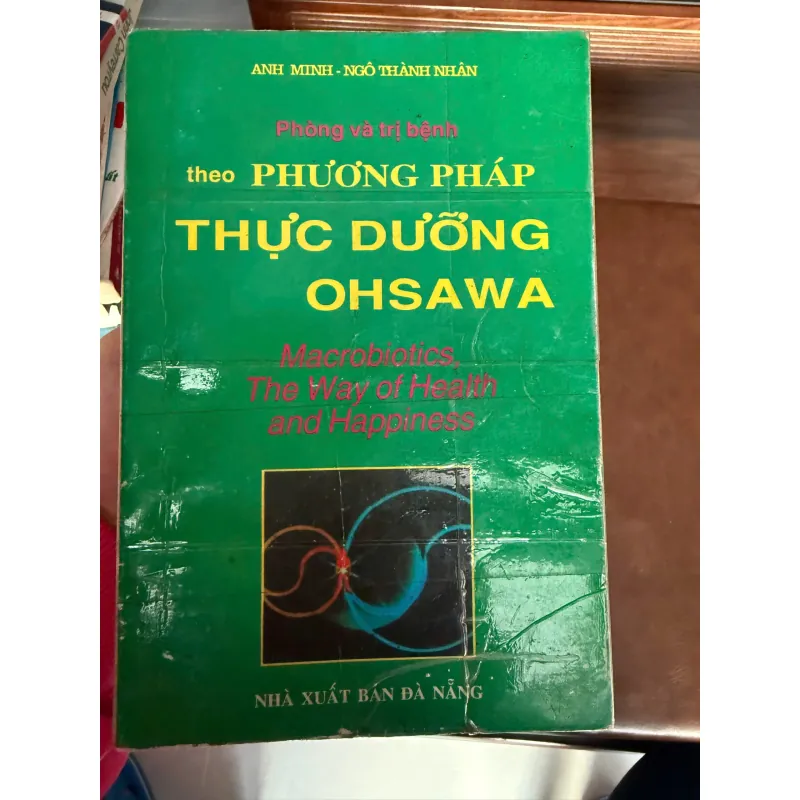 ANH MINH - NGÔ THÀNH NHÂN
Phòng và trị bệnh
theo PHƯƠNG PHÁP
THỰC DƯỠNG
OHSAWA
Macrobiotics,
The Way of Health
and Happiness
NHÀ XUẤT BẢN ĐÀ NẴNG